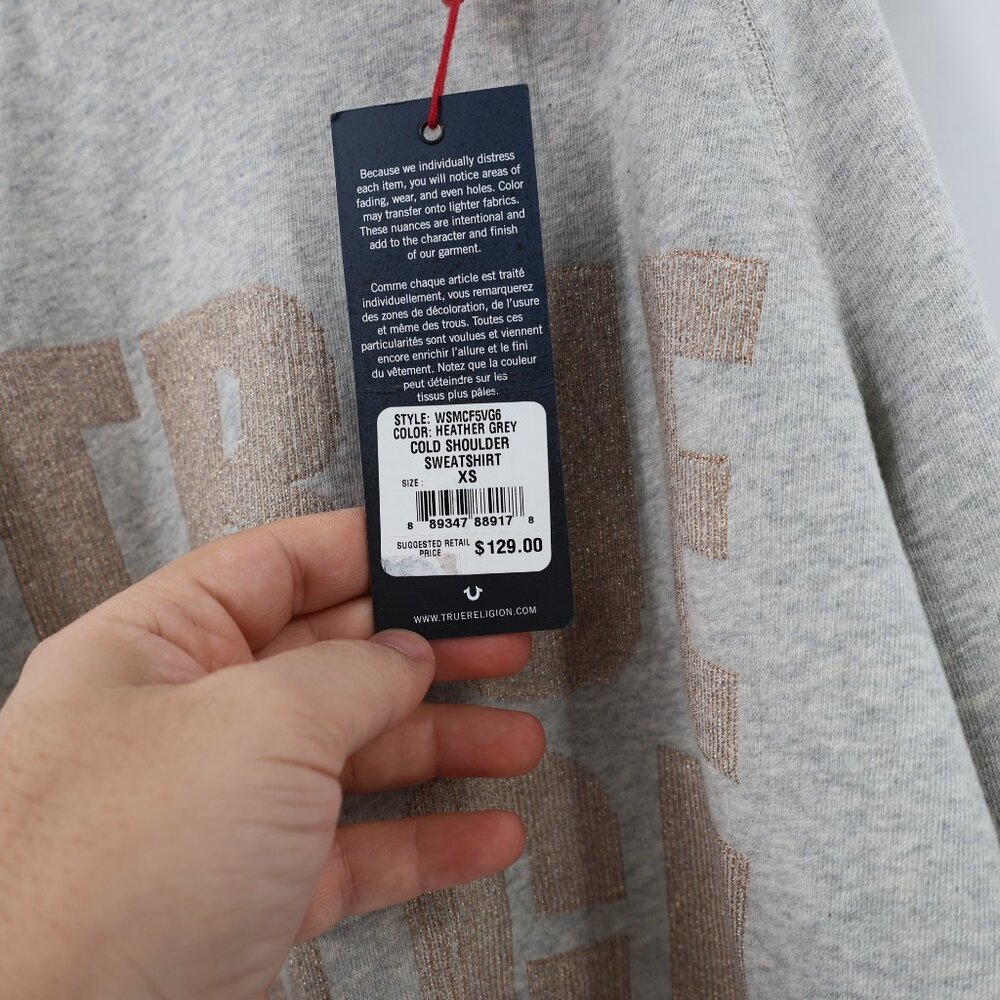 Because we individually distress
each item, you will notice areas of
fading, wear, and even holes. Color
may transfer onto lighter fabrics.
These nuances are intentional and
add to the character and finish
of our garment.
Comme chaque article est traité
individuellement, vous remarquerez
des zones de décoloration, de l'usure
et même des trous. Toutes ces
particularités sont voulues et viennent
encore enrichir l'allure et le fini
du vêtement. Notez que la couleur
peut déteindre sur les
tissus plus pâles.
STYLE: WSMCF5VG6
COLOR: HEATHER GREY
COLD SHOULDER
SWEATSHIRT
SIZE: XS
8 89347 88917 8
SUGGESTED RETAIL
PRICE $129.00
WWW.TRUERELIGION.COM
TRUE